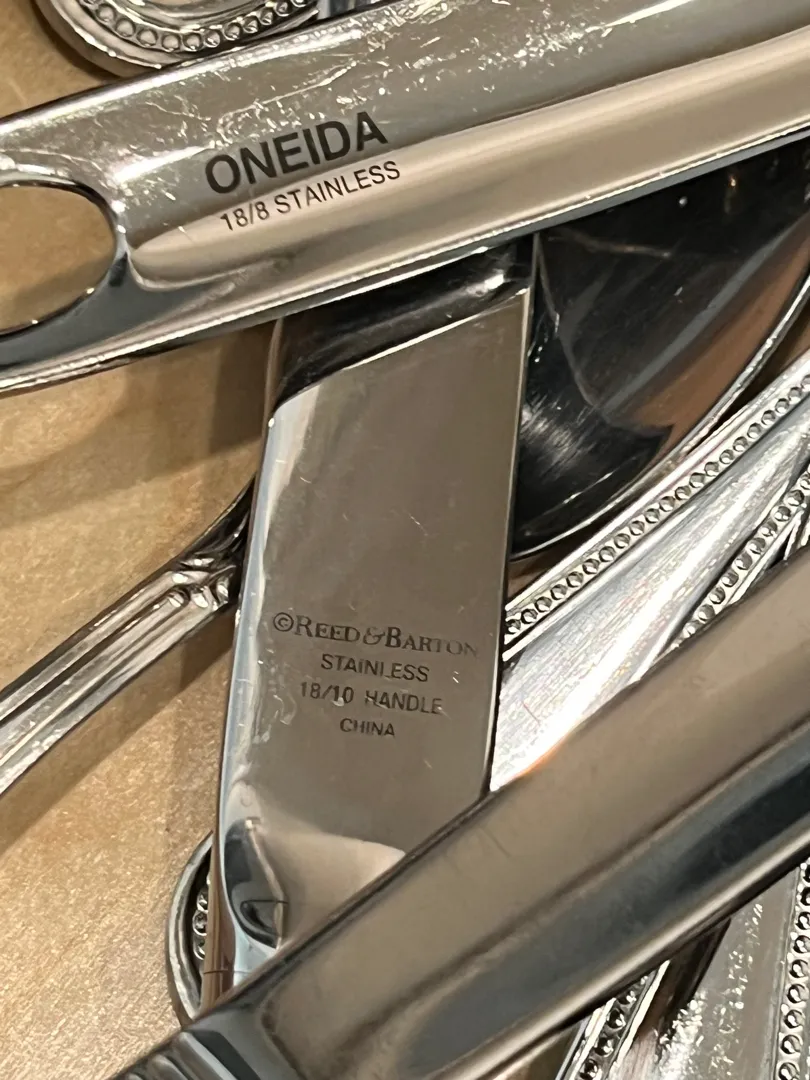 ONEIDA
18/8 STAINLESS
©REED&BARTON
STAINLESS
18/10 HANDLE
CHINA